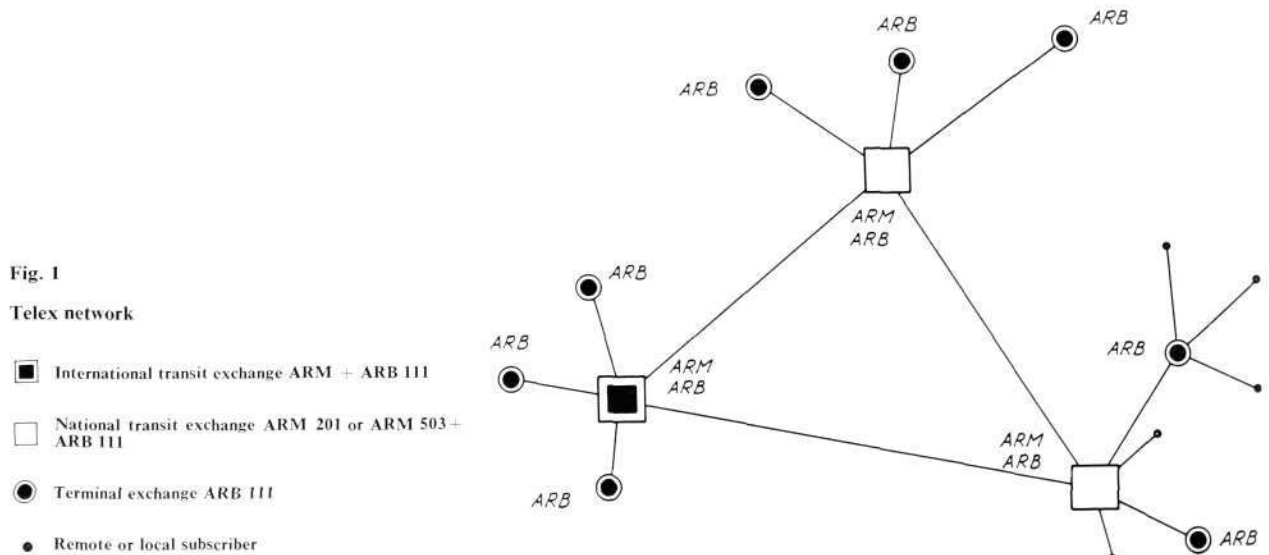 ARB
ARB
ARB
ARM
ARB
Fig. 1
Telex network
ARB
ARB
ARB
International transit exchange ARM + ARB 111
ARM
ARB
National transit exchange ARM 201 or ARM 503 +
ARB 111
ARM
ARB
Terminal exchange ARB 111
ARB
ARB
Remote or local subscriber